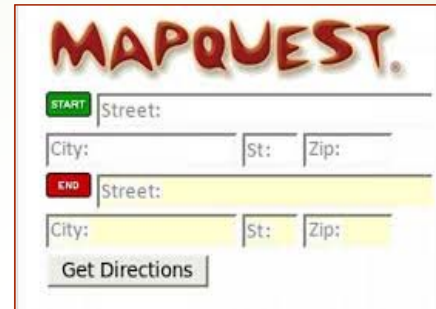 MAPQUEST®
START Street:
City: St: Zip:
END Street:
City: St: Zip:
Get Directions